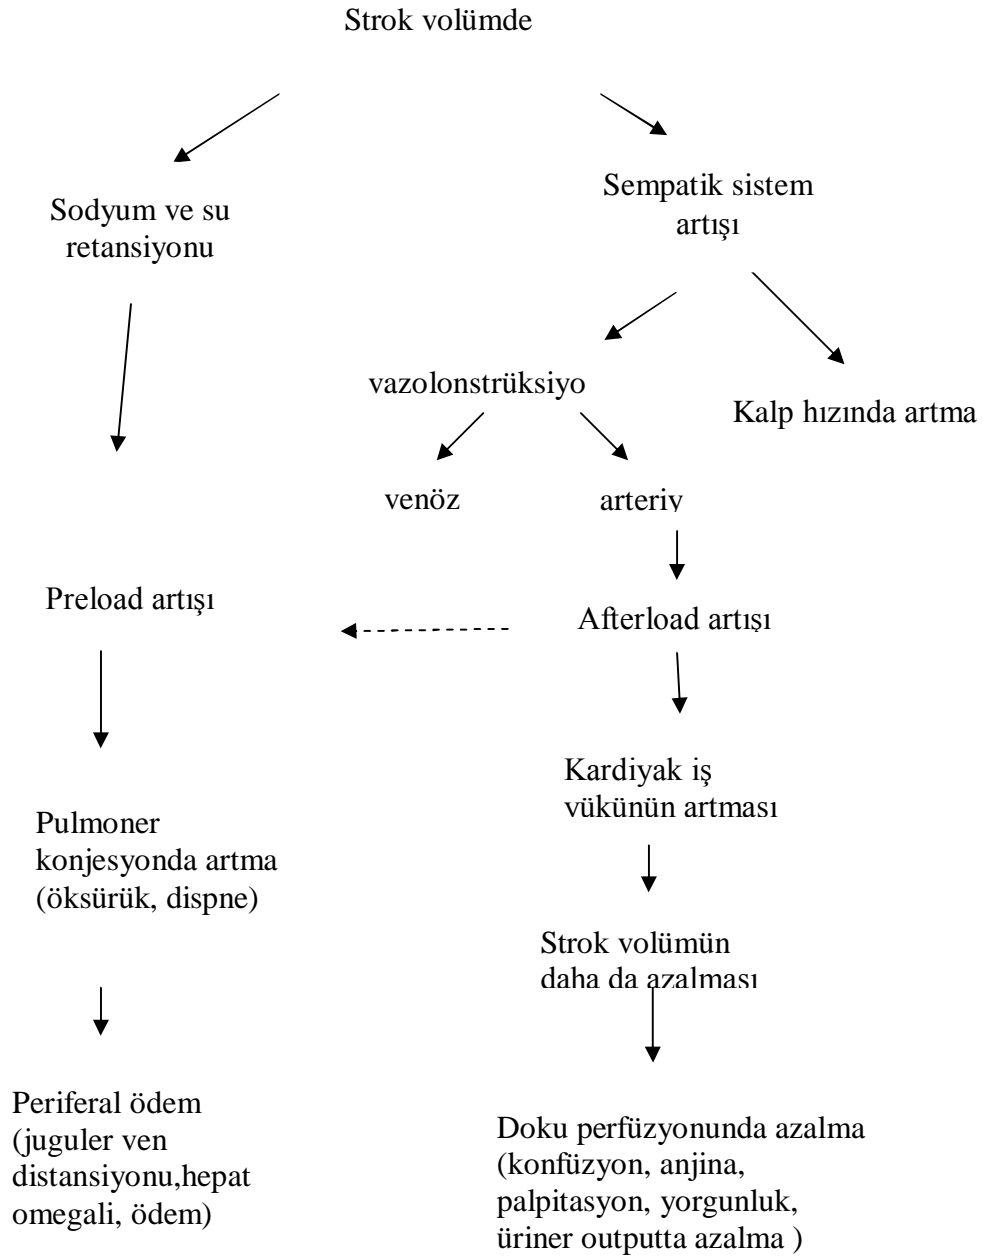 Strok volümde
Sempatik sistem
artışı
Sodyum ve su
retansiyonu
vazolonstrüksiyo
Kalp hızında artma
venöz
arteriy
Preload artışı
Afterload artışı
Kardiyak iş
yükünün artması
Pulmoner
konjesyonda artma
(öksürük, dispne)
Strok volümün
daha da azalması
Periferal ödem
(juguler ven
distansiyonu,hepat
omegali, ödem)
Doku perfüzyonunda azalma
(konfüzyon, anjina,
palpitasyon, yorgunluk,
üriner outputta azalma )